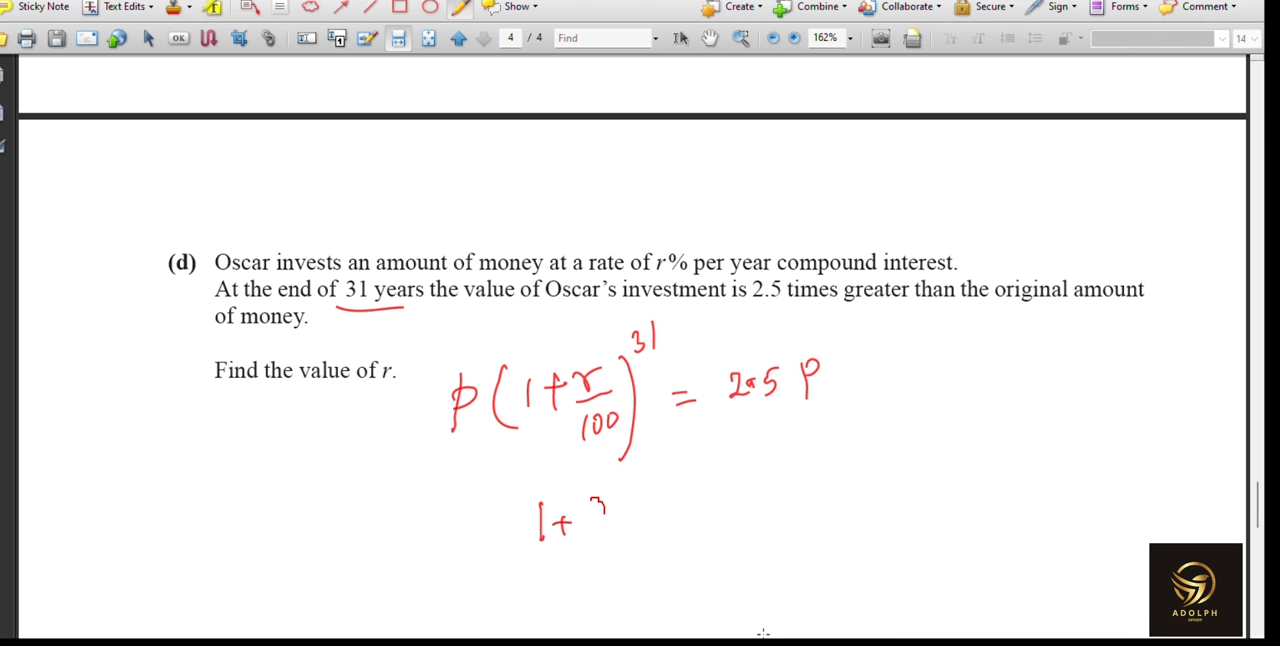 Sticky Note Text Edits T Show Create Combine Collaborate Secure Sign Forms Comment
OK 4 / 4 Find 162% 14
(d) Oscar invests an amount of money at a rate of r% per year compound interest.
At the end of 31 years the value of Oscar's investment is 2.5 times greater than the original amount
of money.
Find the value of r.
P(1+r/100)^31 = 2.5 P
1+
ADOLPH